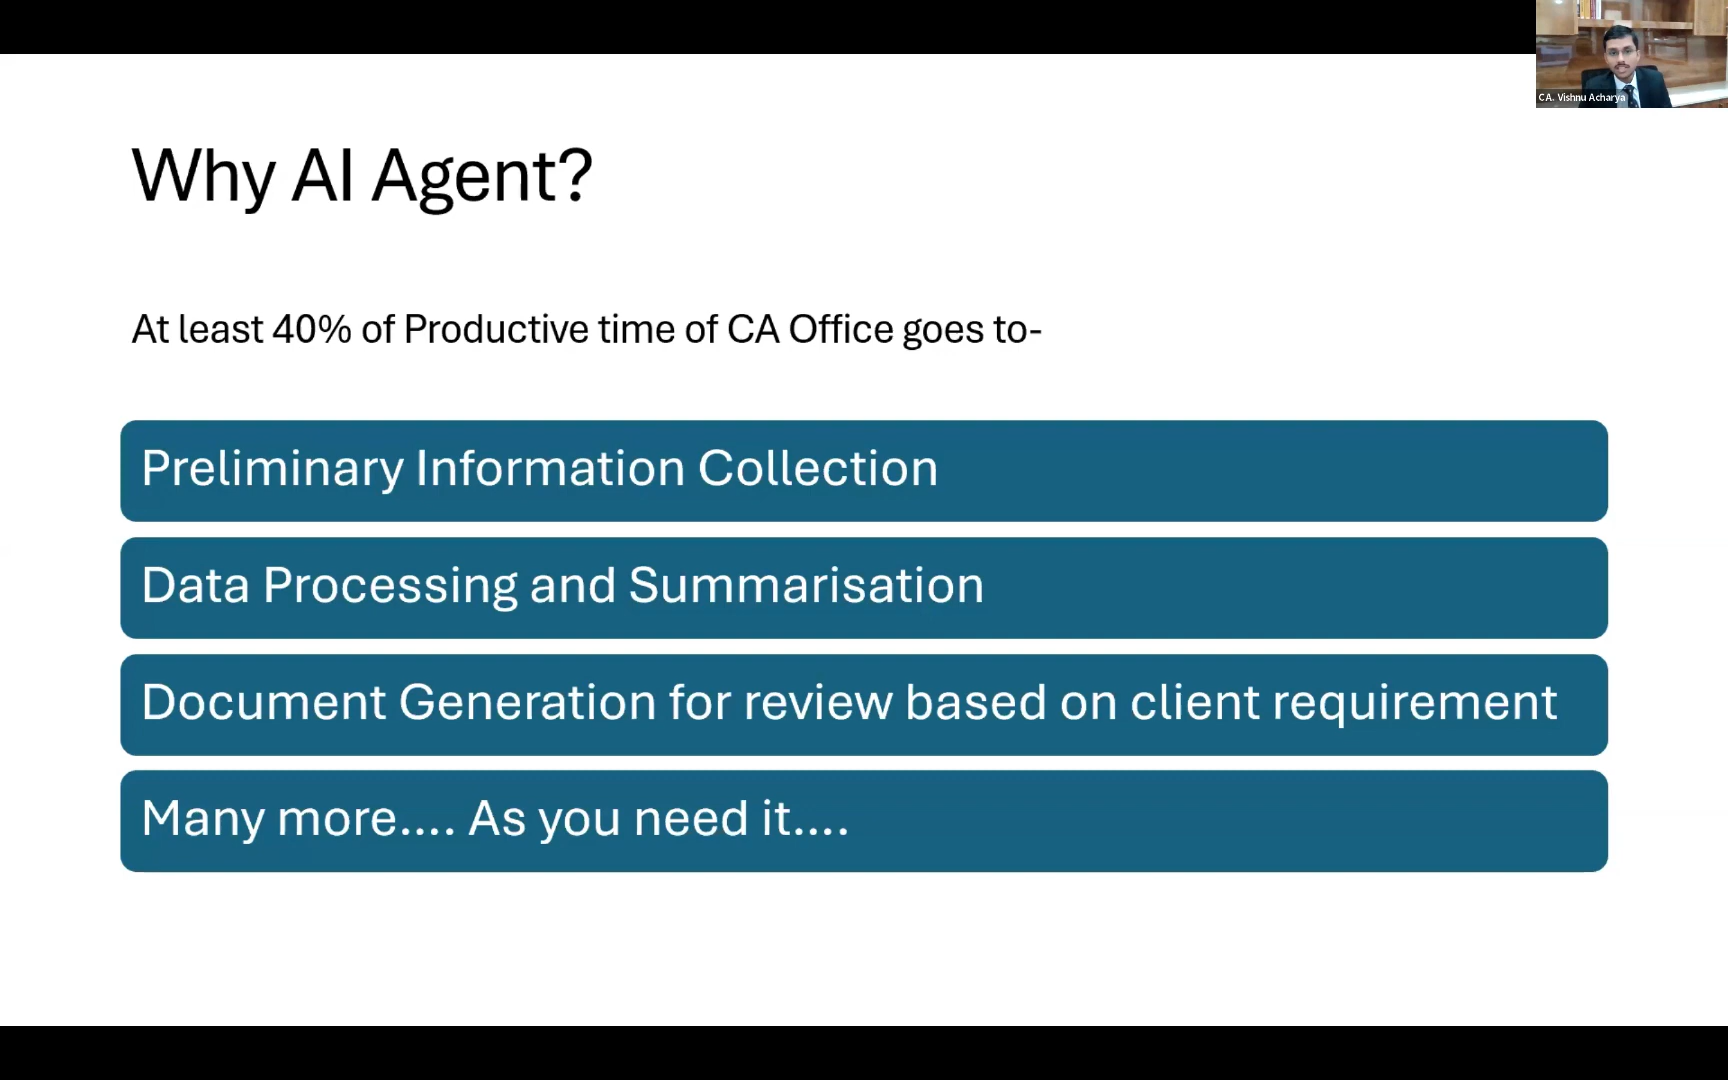 CA. Vishnu Acharya
Why AI Agent?
At least 40% of Productive time of CA Office goes to-
Preliminary Information Collection
Data Processing and Summarisation
Document Generation for review based on client requirement
Many more.... As you need it....